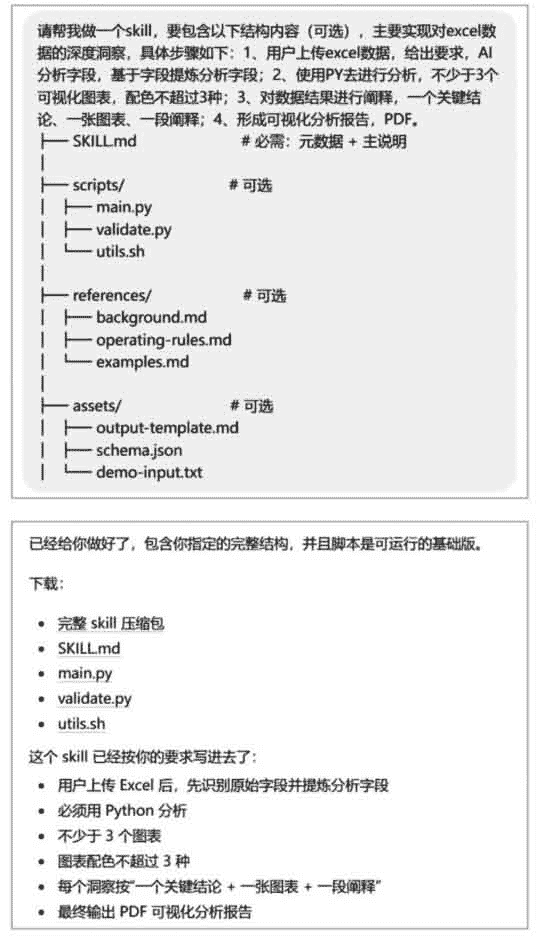 请帮我做一个skill，要包含以下结构内容（可选），主要实现对excel数
据的深度洞察，具体步骤如下：1、用户上传excel数据，给出要求，AI
分析字段，基于字段提炼分析字段；2、使用PY去进行分析，不少于3个
可视化图表，配色不超过3种；3、对数据结果进行阐释，一个关键结
论、一张图表、一段阐释；4、形成可视化分析报告，PDF。
├── SKILL.md # 必需：元数据 + 主说明
│
├── scripts/ # 可选
│ ├── main.py
│ ├── validate.py
│ └── utils.sh
│
├── references/ # 可选
│ ├── background.md
│ ├── operating-rules.md
│ └── examples.md
│
├── assets/ # 可选
│ ├── output-template.md
│ ├── schema.json
│ └── demo-input.txt
已经给你做好了，包含你指定的完整结构，并且脚本是可运行的基础版。
下载：
• 完整 skill 压缩包
• SKILL.md
• main.py
• validate.py
• utils.sh
这个 skill 已经按你的要求写进去了：
• 用户上传 Excel 后，先识别原始字段并提炼分析字段
• 必须用 Python 分析
• 不少于 3 个图表
• 图表配色不超过 3 种
• 每个洞察按“一个关键结论 + 一张图表 + 一段阐释”
• 最终输出 PDF 可视化分析报告